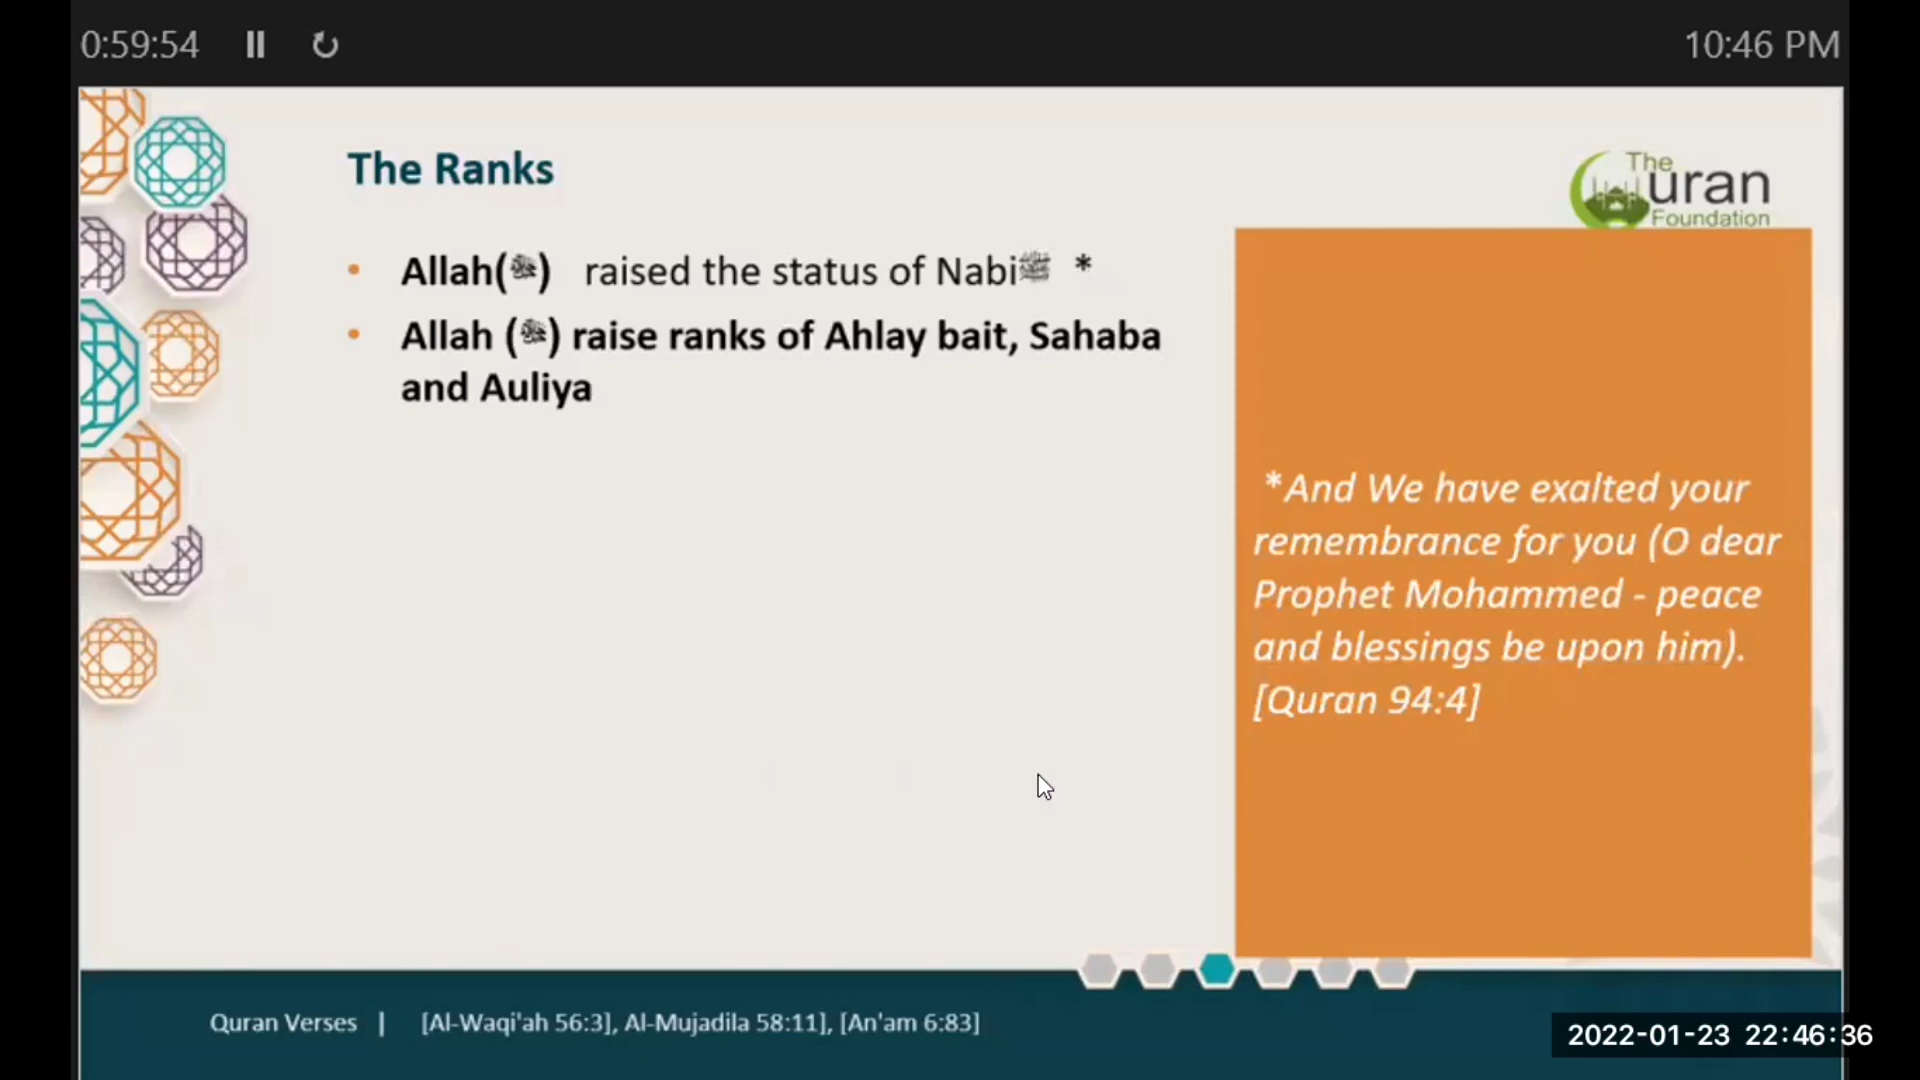 0:59:54
10:46 PM
The Ranks
The
Quran
Foundation
• Allah(ﷻ) raised the status of Nabiﷺ *
• Allah (ﷻ) raise ranks of Ahlay bait, Sahaba
and Auliya
*And We have exalted your
remembrance for you (O dear
Prophet Mohammed - peace
and blessings be upon him).
[Quran 94:4]
Quran Verses | [Al-Waqi'ah 56:3], Al-Mujadila 58:11], [An'am 6:83]
2022-01-23 22:46:36